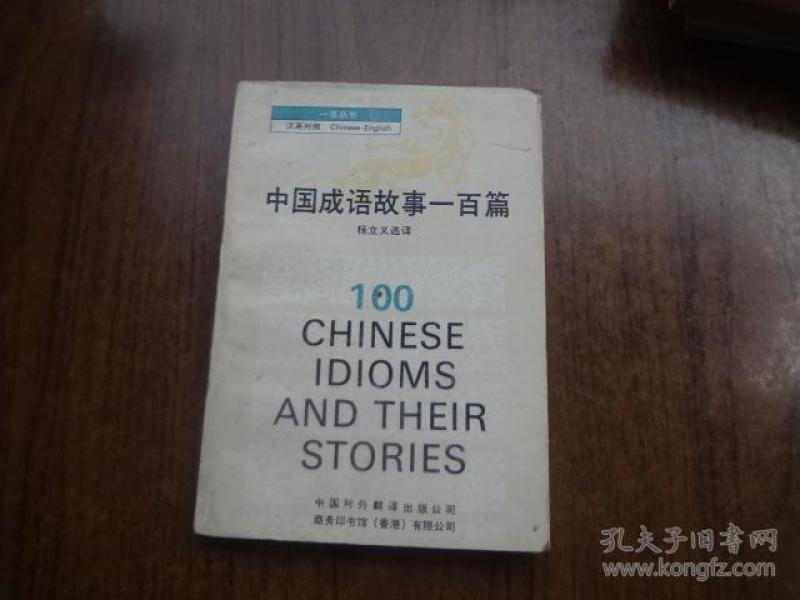 一百丛书
汉英对照 Chinese-English
中国成语故事一百篇
杨立义选译
100
CHINESE
IDIOMS
AND THEIR
STORIES
中国对外翻译出版公司
商务印书馆（香港）有限公司
孔夫子旧书网
www.kongfz.com